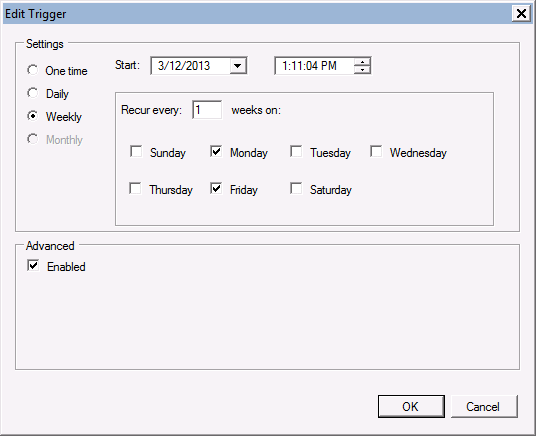 Edit Trigger
Settings
One time
Daily
Weekly
Monthly
Start: 3/12/2013 1:11:04 PM
Recur every: 1 weeks on:
Sunday Monday Tuesday Wednesday
Thursday Friday Saturday
Advanced
Enabled
OK Cancel